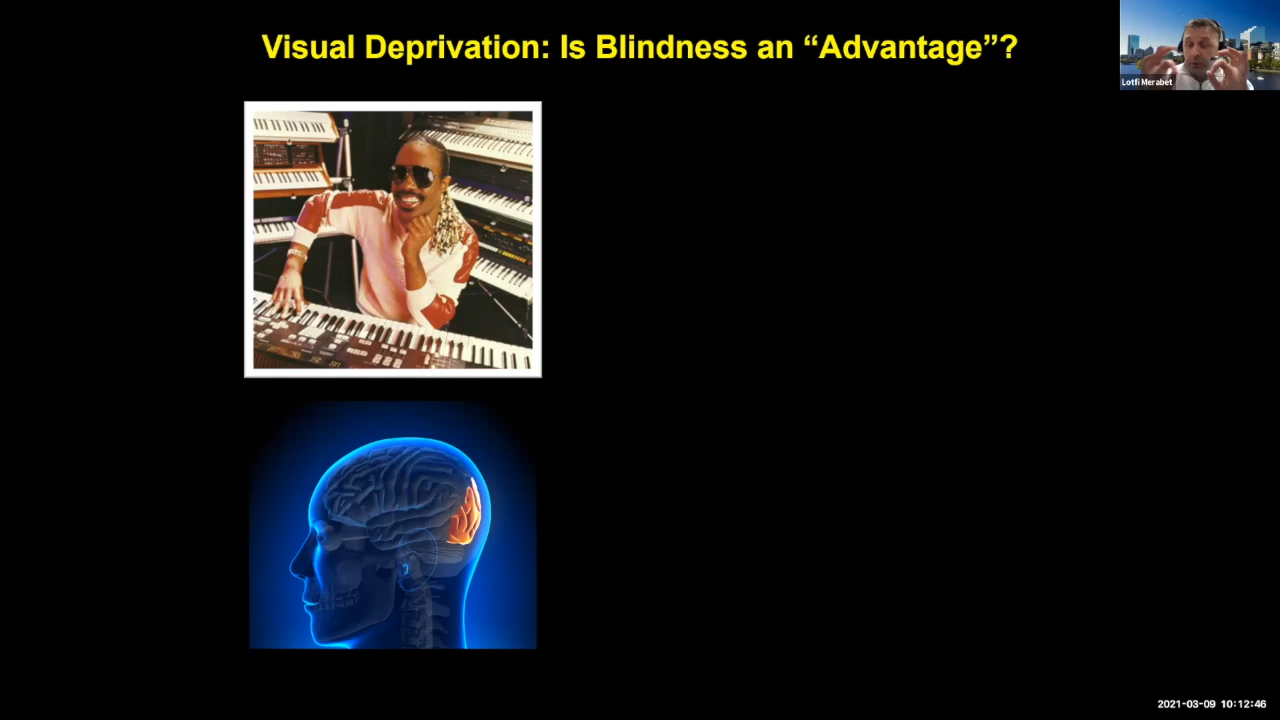 Visual Deprivation: Is Blindness an “Advantage”?
Lotfi Merabet
2021-03-09 10:12:46